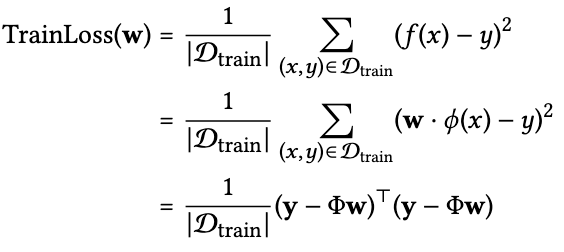 TrainLoss(w) = 1/|𝒟train| ∑(x,y)∈𝒟train (f(x) − y)²
= 1/|𝒟train| ∑(x,y)∈𝒟train (w · ϕ(x) − y)²
= 1/|𝒟train| (y − Φw)⊤(y − Φw)